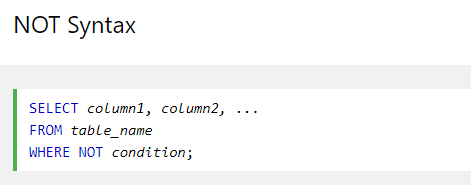 NOT Syntax
SELECT column1, column2, ...
FROM table_name
WHERE NOT condition;